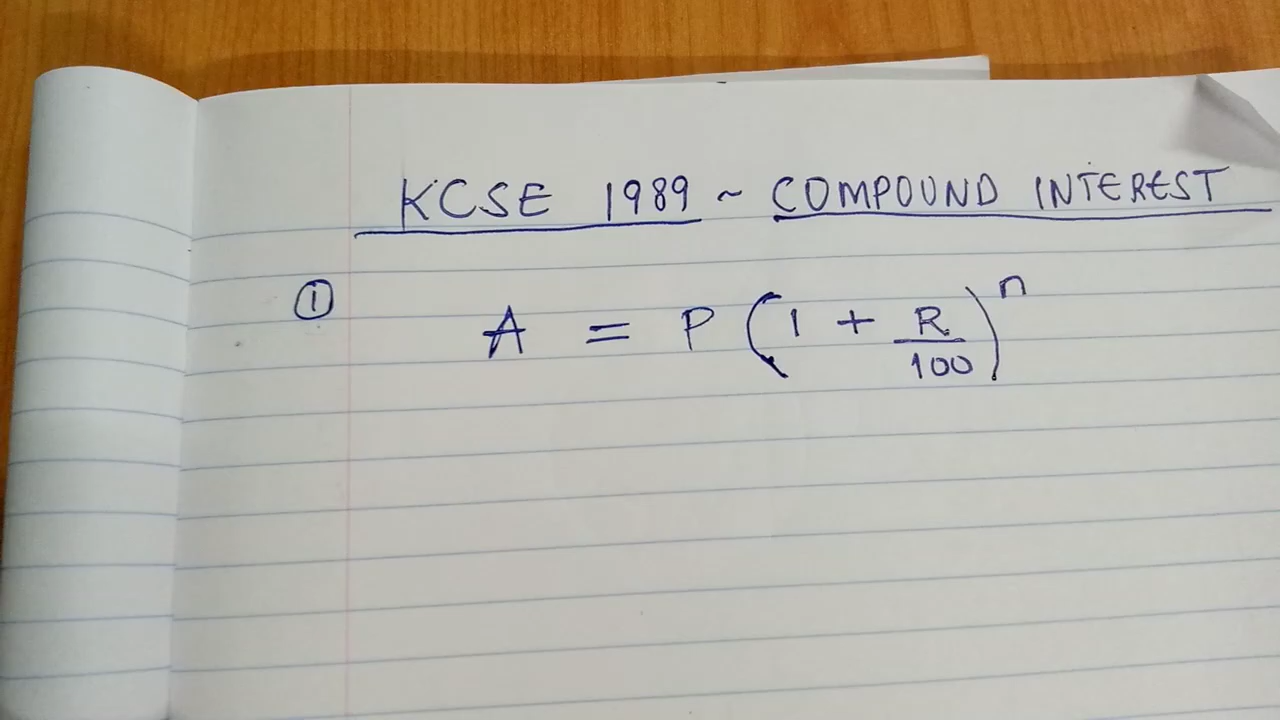 KCSE 1989 ~ COMPOUND INTEREST
① A = P (1 + R/100)^n